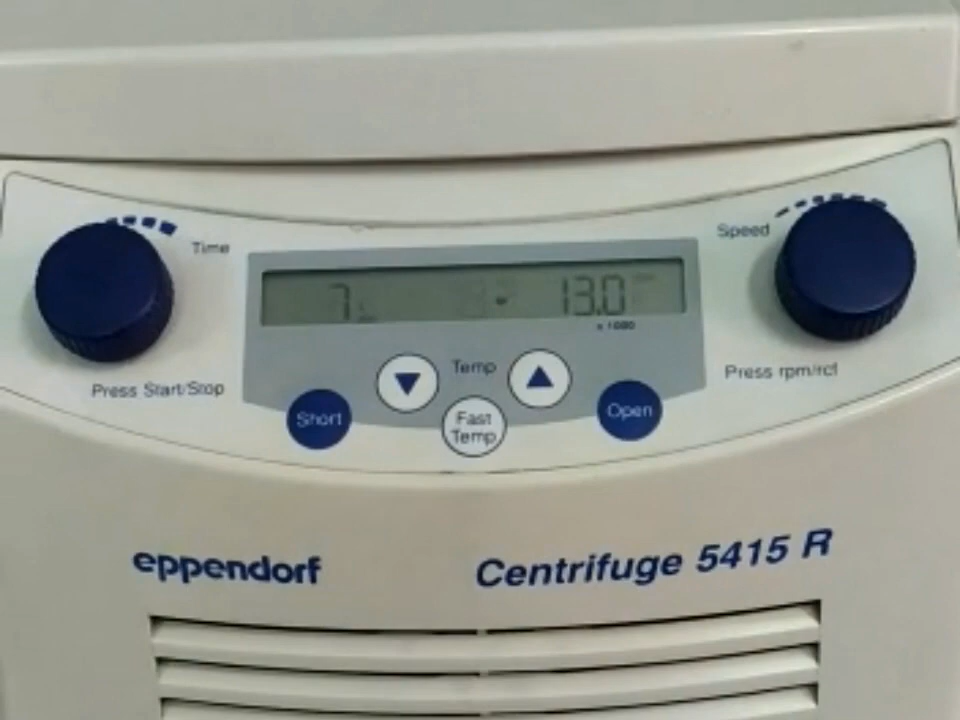 Time
Speed
7
13.0
x 1000
Press Start/Stop
Temp
Press rpm/rcf
Short
Fast
Temp
Open
eppendorf
Centrifuge 5415 R